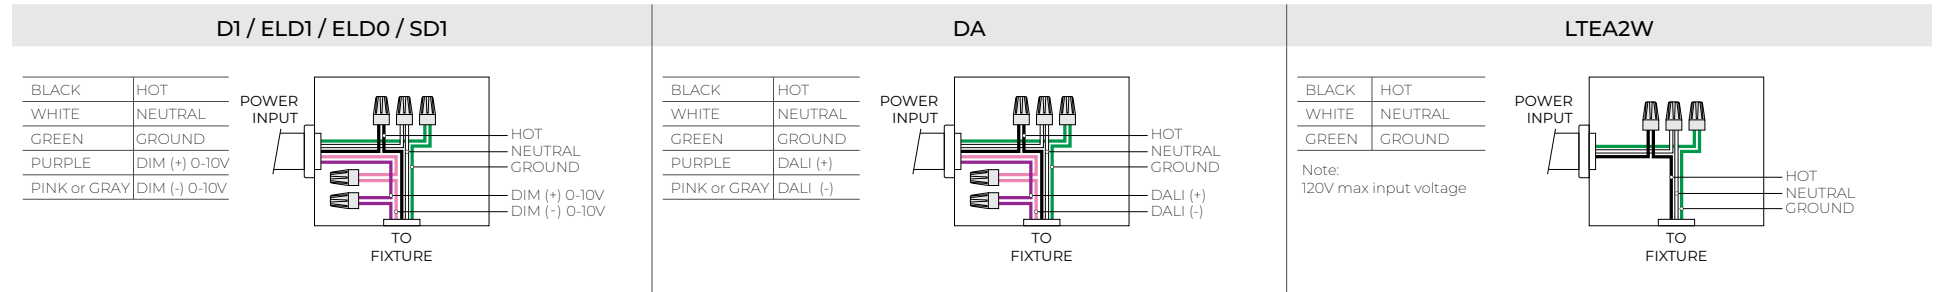 D1 / ELD1 / ELD0 / SD1
BLACK HOT
WHITE NEUTRAL
GREEN GROUND
PURPLE DIM (+) 0-10V
PINK or GRAY DIM (-) 0-10V
POWER
INPUT
HOT
NEUTRAL
GROUND
DIM (+) 0-10V
DIM (-) 0-10V
TO
FIXTURE
DA
BLACK HOT
WHITE NEUTRAL
GREEN GROUND
PURPLE DALI (+)
PINK or GRAY DALI (-)
POWER
INPUT
HOT
NEUTRAL
GROUND
DALI (+)
DALI (-)
TO
FIXTURE
LTEA2W
BLACK HOT
WHITE NEUTRAL
GREEN GROUND
Note:
120V max input voltage
POWER
INPUT
HOT
NEUTRAL
GROUND
TO
FIXTURE